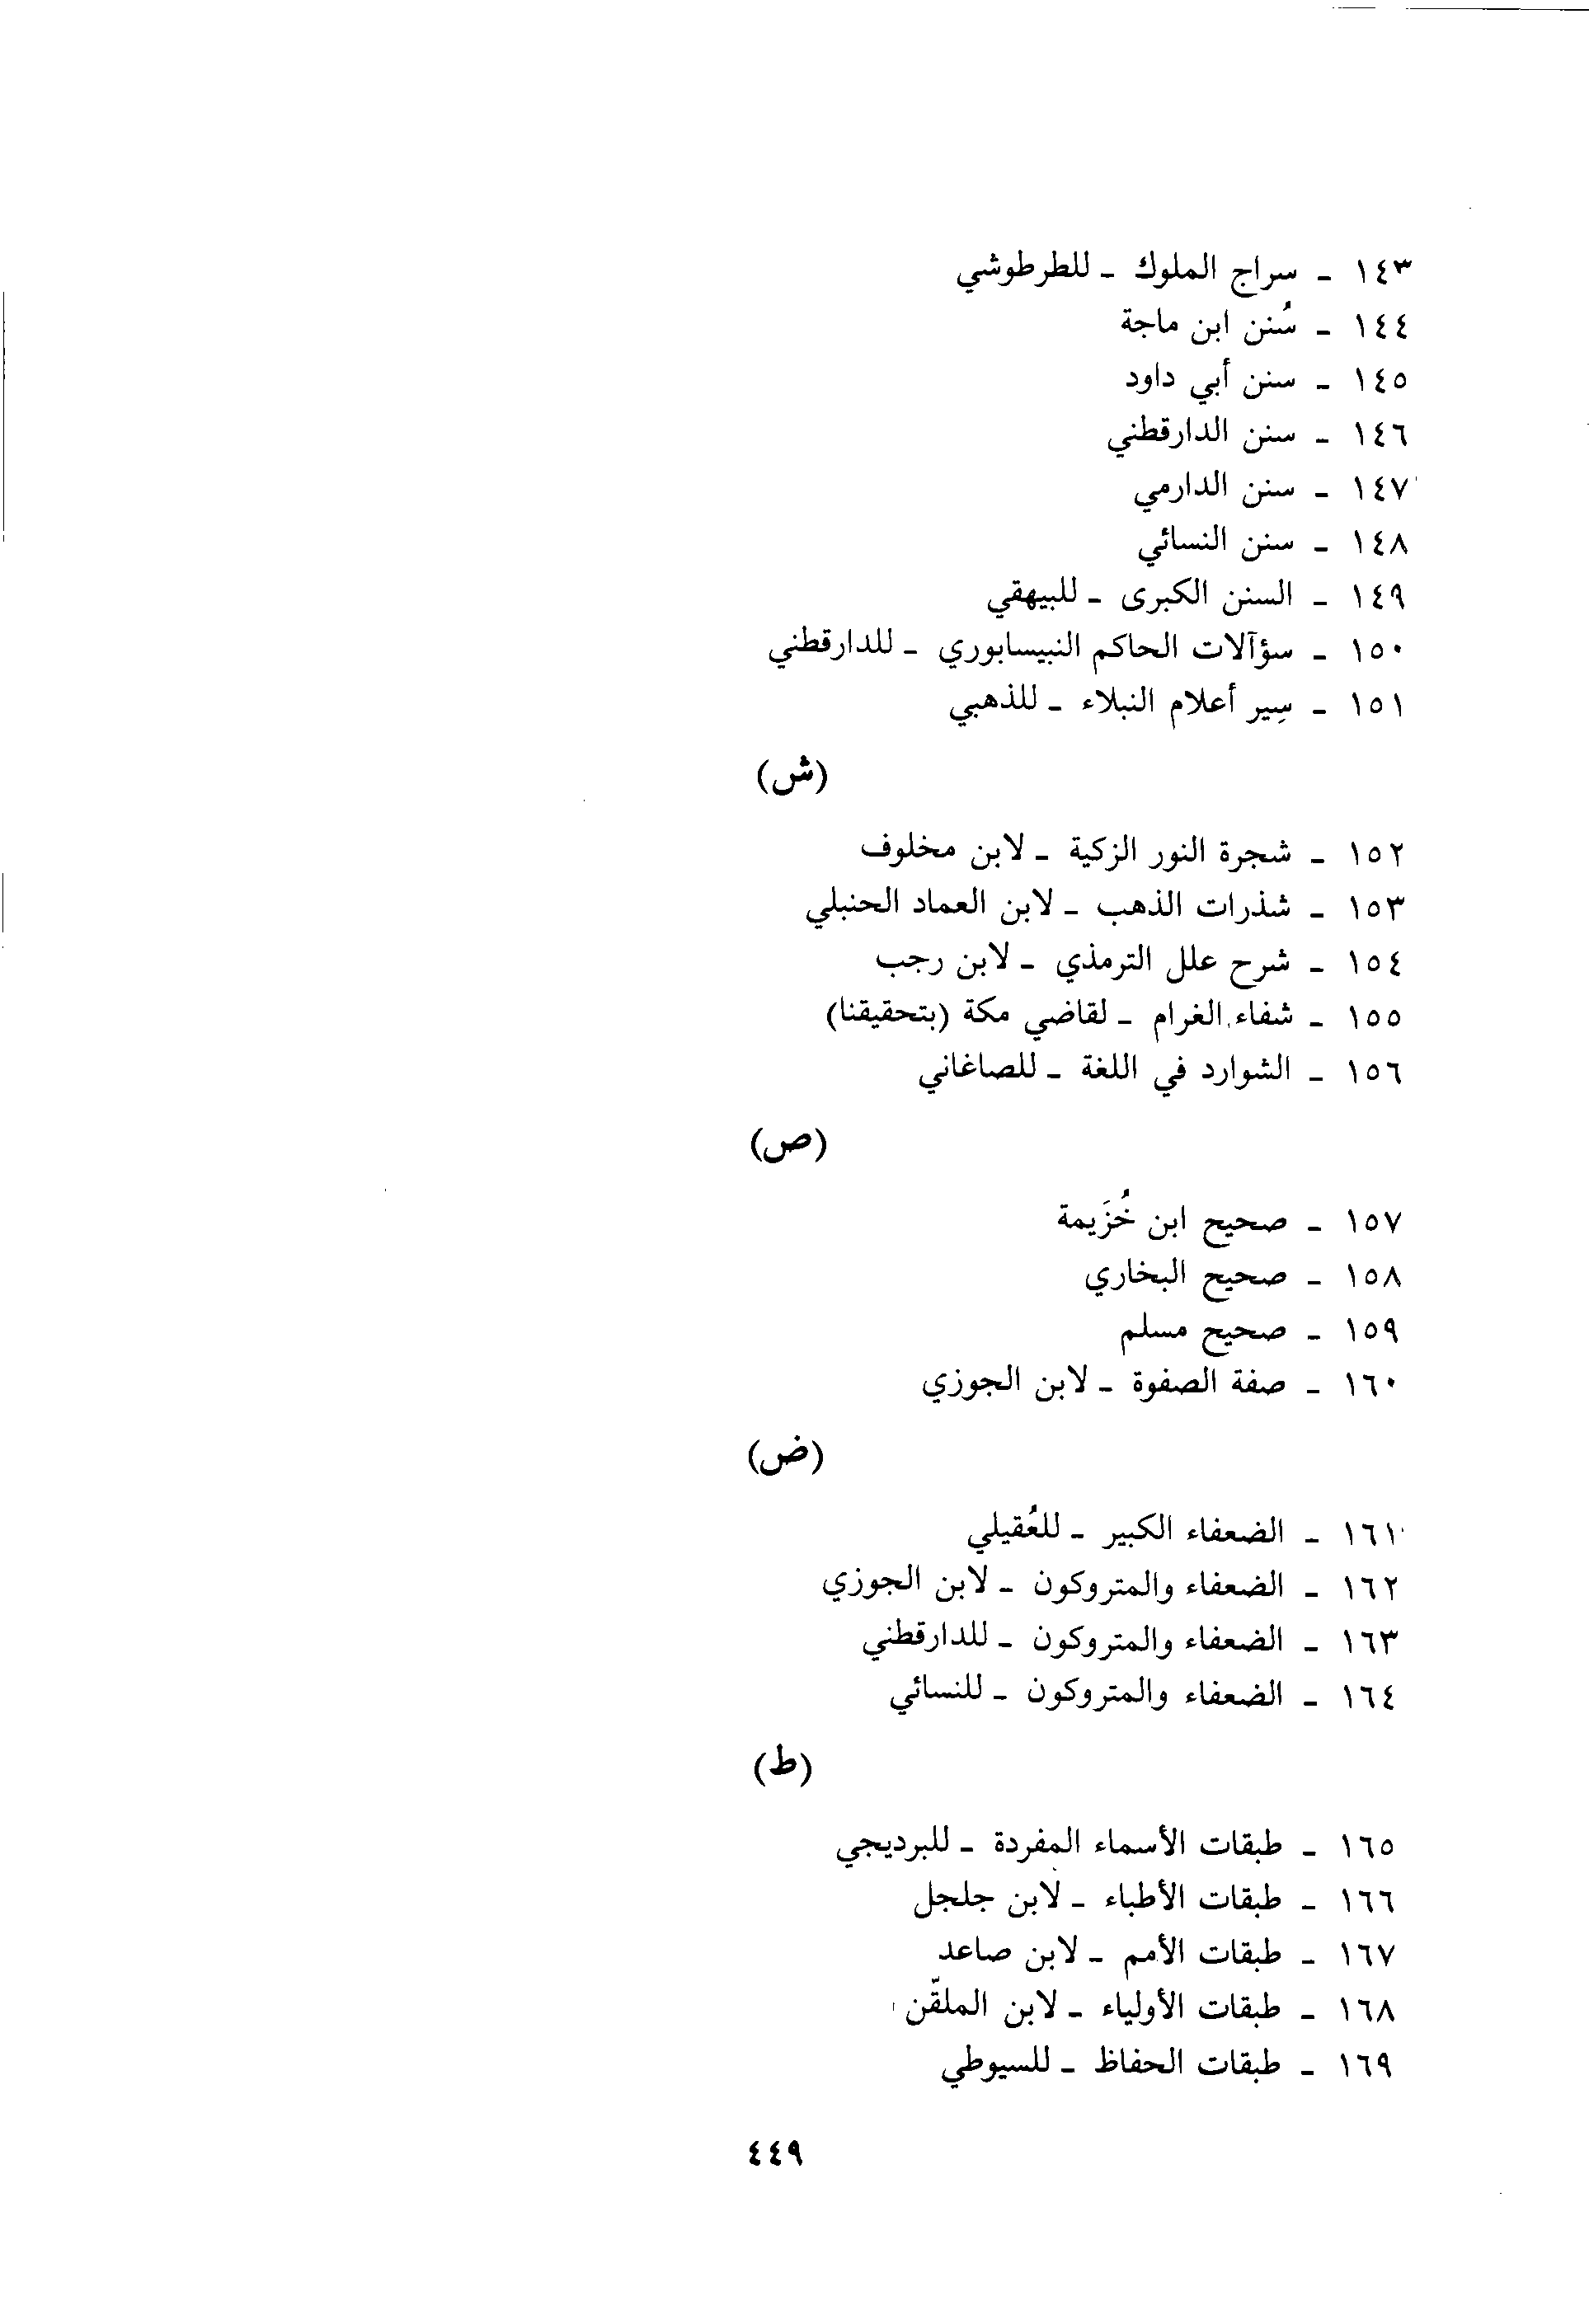 ١٤٣ - سراج الملوك - للطرطوشي
١٤٤ - سُنن ابن ماجة
١٤٥ - سنن أبي داود
١٤٦ - سنن الدارقطني
١٤٧ - سنن الدارمي
١٤٨ - سنن النسائي
١٤٩ - السنن الكبرى - للبيهقي
١٥٠ - سؤآلات الحاكم النيسابوري - للدارقطني
١٥١ - سِير أعلام النبلاء - للذهبي
(ش)
١٥٢ - شجرة النور الزكية - لابن مخلوف
١٥٣ - شذرات الذهب - لابن العماد الحنبلي
١٥٤ - شرح علل الترمذي - لابن رجب
١٥٥ - شفاء الغرام - لقاضي مكة (بتحقيقنا)
١٥٦ - الشوارد في اللغة - للصاغاني
(ص)
١٥٧ - صحيح ابن خُزَيمة
١٥٨ - صحيح البخاري
١٥٩ - صحيح مسلم
١٦٠ - صفة الصفوة - لابن الجوزي
(ض)
١٦١ - الضعفاء الكبير - للعُقيلي
١٦٢ - الضعفاء والمتروكون - لابن الجوزي
١٦٣ - الضعفاء والمتروكون - للدارقطني
١٦٤ - الضعفاء والمتروكون - للنسائي
(ط)
١٦٥ - طبقات الأسماء المفردة - للبرديجي
١٦٦ - طبقات الأطباء - لابن جلجل
١٦٧ - طبقات الأمم - لابن صاعد
١٦٨ - طبقات الأولياء - لابن الملقّن
١٦٩ - طبقات الحفاظ - للسيوطي
٤٤٩